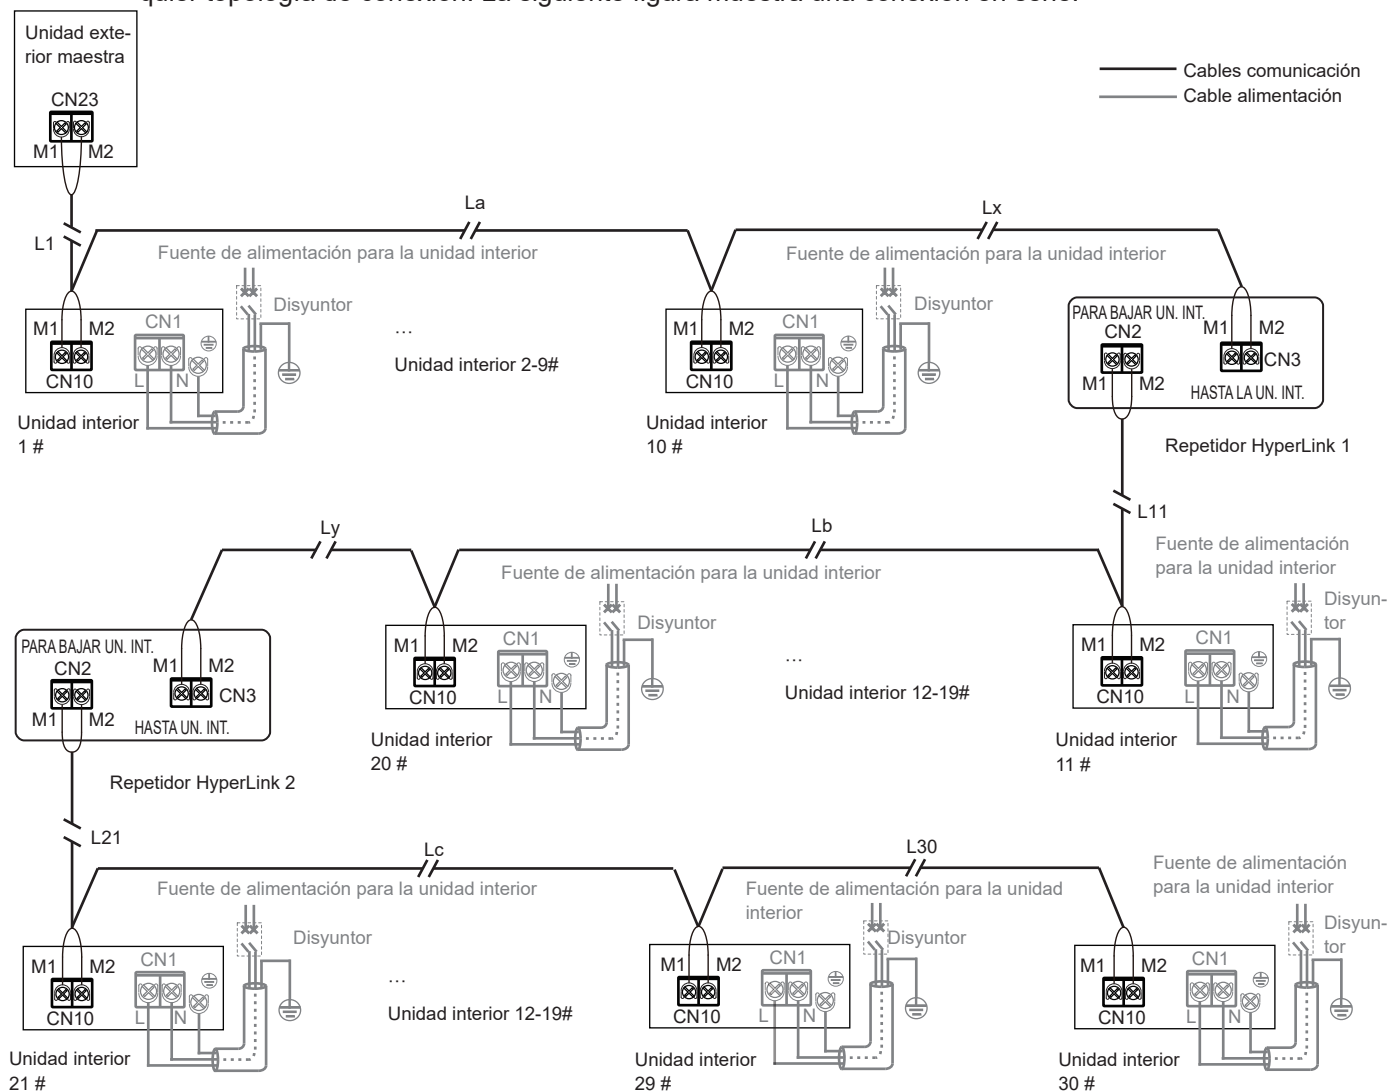 quier topología de conexión. La siguiente figura muestra una conexión en serie.
Unidad exte-
rior maestra
CN23
M1 M2
Cables comunicación
Cable alimentación
L1
La
Lx
Fuente de alimentación para la unidad interior
Disyuntor
M1 M2
CN1
CN10
L N
Unidad interior
1 #
...
Unidad interior 2-9#
Fuente de alimentación para la unidad interior
Disyuntor
M1 M2
CN1
CN10
L N
Unidad interior
10 #
PARA BAJAR UN. INT.
CN2
M1 M2
M1 M2
CN3
HASTA LA UN. INT.
Repetidor HyperLink 1
L11
Ly
Lb
PARA BAJAR UN. INT.
CN2
M1 M2
M1 M2
CN3
HASTA UN. INT.
Repetidor HyperLink 2
Fuente de alimentación para la unidad interior
Disyuntor
M1 M2
CN1
CN10
L N
Unidad interior
20 #
...
Unidad interior 12-19#
Fuente de alimentación
para la unidad interior
Disyun-
tor
M1 M2
CN1
CN10
L N
Unidad interior
11 #
L21
Lc
L30
Fuente de alimentación para la unidad interior
Disyuntor
M1 M2
CN1
CN10
L N
Unidad interior
21 #
...
Unidad interior 12-19#
Fuente de alimentación para la unidad
interior
Disyuntor
M1 M2
CN1
CN10
L N
Unidad interior
29 #
Fuente de alimentación
para la unidad interior
Disyun-
tor
M1 M2
CN1
CN10
L N
Unidad interior
30 #